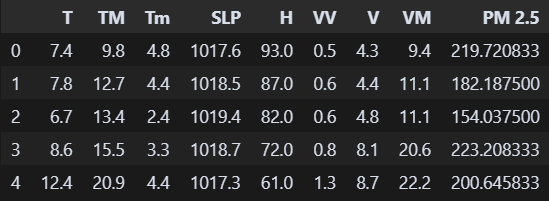 T TM Tm SLP H VV V VM PM 2.5
0 7.4 9.8 4.8 1017.6 93.0 0.5 4.3 9.4 219.720833
1 7.8 12.7 4.4 1018.5 87.0 0.6 4.4 11.1 182.187500
2 6.7 13.4 2.4 1019.4 82.0 0.6 4.8 11.1 154.037500
3 8.6 15.5 3.3 1018.7 72.0 0.8 8.1 20.6 223.208333
4 12.4 20.9 4.4 1017.3 61.0 1.3 8.7 22.2 200.645833